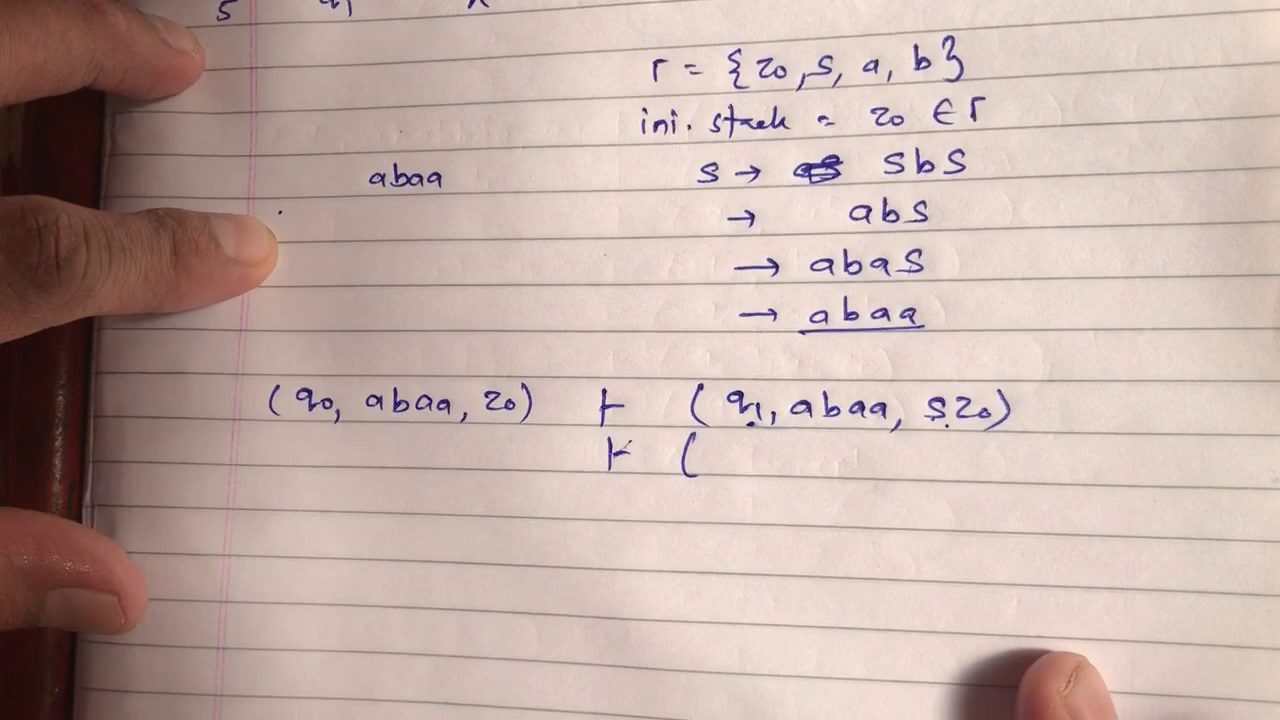 Γ = {z0, S, a, b}
ini. stack = z0 ∈ Γ
abaa S → SbS
→ abS
→ abaS
→ abaa
(q0, abaa, z0) ⊢ (q1, abaa, Sz0)
⊢ (